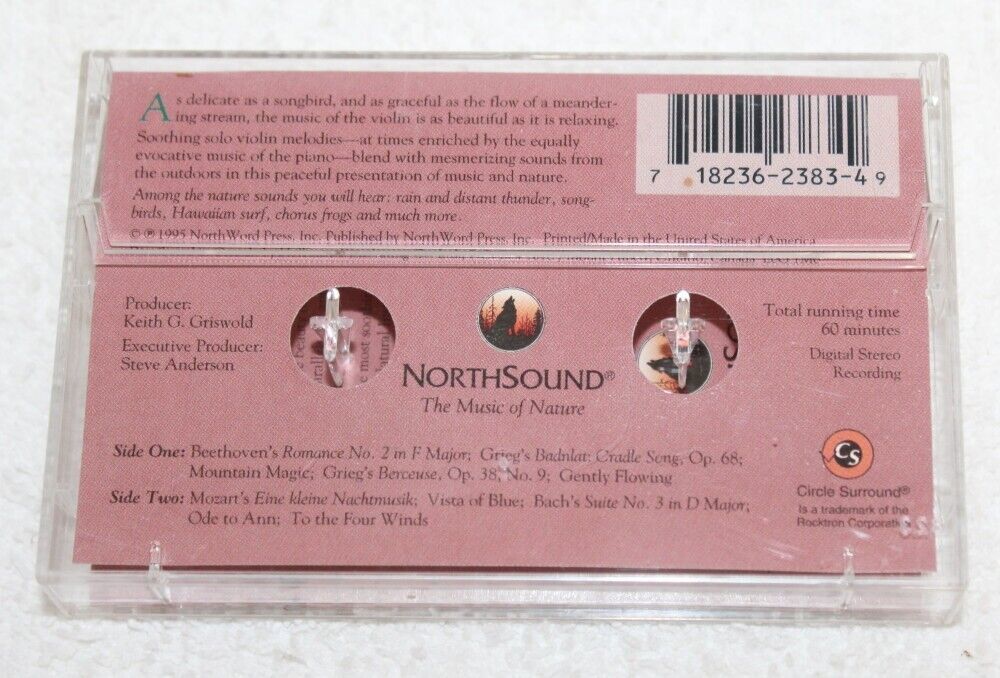 As delicate as a songbird, and as graceful as the flow of a meander-
ing stream, the music of the violin is as beautiful as it is relaxing.
Soothing solo violin melodies—at times enriched by the equally
evocative music of the piano—blend with mesmerizing sounds from
the outdoors in this peaceful presentation of music and nature.
Among the nature sounds you will hear: rain and distant thunder, song-
birds, Hawaiian surf, chorus frogs and much more.
© ℗ 1995 NorthWord Press, Inc. Published by NorthWord Press, Inc. Printed/Made in the United States of America
7 18236-2383-4 9
Producer:
Keith G. Griswold
Executive Producer:
Steve Anderson
NORTHSOUND®
The Music of Nature
Total running time
60 minutes
Digital Stereo
Recording
Side One: Beethoven's Romance No. 2 in F Major; Grieg's Badnlat: Cradle Song, Op. 68;
Mountain Magic; Grieg's Berceuse, Op. 38, No. 9; Gently Flowing
Side Two: Mozart's Eine kleine Nachtmusik; Vista of Blue; Bach's Suite No. 3 in D Major;
Ode to Ann; To the Four Winds
CS
Circle Surround®
Is a trademark of the
Rocktron Corporation